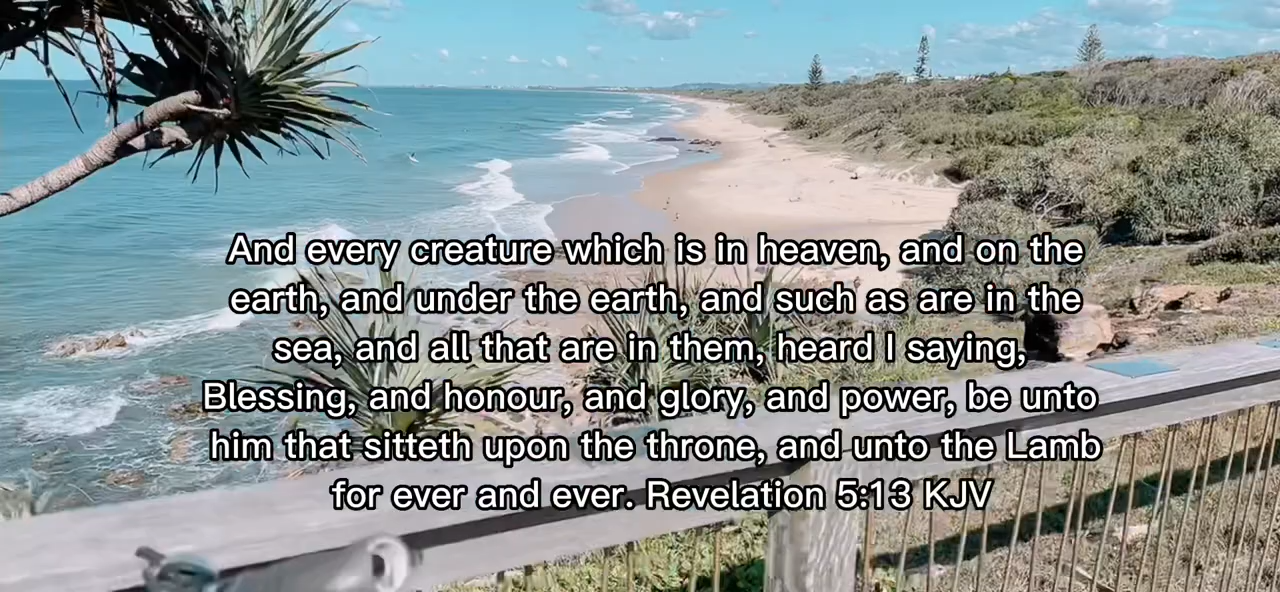 And every creature which is in heaven, and on the
earth, and under the earth, and such as are in the
sea, and all that are in them, heard I saying,
Blessing, and honour, and glory, and power, be unto
him that sitteth upon the throne, and unto the Lamb
for ever and ever. Revelation 5:13 KJV